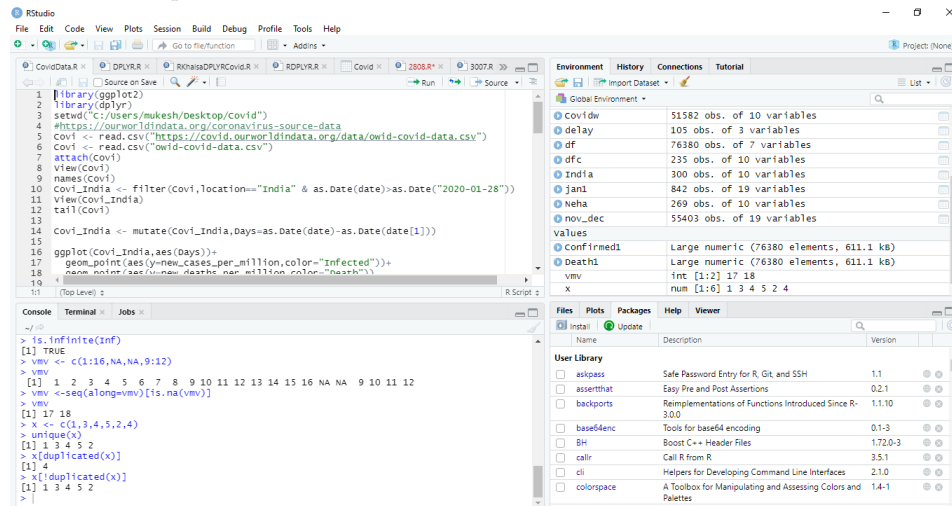 RStudio
File Edit Code View Plots Session Build Debug Profile Tools Help
Go to file/function Addins
Project: (None
CovidData.R DPLYR.R RKhalsaDPLYRCovid.R RDPLYR.R Covid 2808.R* 3007.R
Source on Save Run Source
1 library(ggplot2)
2 library(dplyr)
3 setwd("C:/Users/mukesh/Desktop/Covid")
4 #https://ourworldindata.org/coronavirus-source-data
5 Covi <- read.csv("https://covid.ourworldindata.org/data/owid-covid-data.csv")
6 Covi <- read.csv("owid-covid-data.csv")
7 attach(Covi)
8 View(Covi)
9 names(Covi)
10 Covi_India <- filter(Covi,location=="India" & as.Date(date)>as.Date("2020-01-28"))
11 View(Covi_India)
12 tail(Covi)
13
14 Covi_India <- mutate(Covi_India,Days=as.Date(date)-as.Date(date[1]))
15
16 ggplot(Covi_India,aes(Days))+
17 geom_point(aes(y=new_cases_per_million,color="Infected"))+
18 geom_point(aes(y=new_deaths_per_million,color="Death"))
19
1:1 (Top Level) R Script
Console Terminal Jobs
~/
> is.infinite(Inf)
[1] TRUE
> vmv <- c(1:16,NA,NA,9:12)
> vmv
[1] 1 2 3 4 5 6 7 8 9 10 11 12 13 14 15 16 NA NA 9 10 11 12
> vmv <-seq(along=vmv)[is.na(vmv)]
> vmv
[1] 17 18
> x <- c(1,3,4,5,2,4)
> unique(x)
[1] 1 3 4 5 2
> x[duplicated(x)]
[1] 4
> x[!duplicated(x)]
[1] 1 3 4 5 2
>
Environment History Connections Tutorial
Import Dataset List
Global Environment
Covidw 51582 obs. of 10 variables
delay 105 obs. of 3 variables
df 76380 obs. of 7 variables
dfc 235 obs. of 10 variables
India 300 obs. of 10 variables
jan1 842 obs. of 19 variables
Neha 269 obs. of 10 variables
nov_dec 55403 obs. of 19 variables
Values
Confirmed1 Large numeric (76380 elements, 611.1 kB)
Death1 Large numeric (76380 elements, 611.1 kB)
vmv int [1:2] 17 18
x num [1:6] 1 3 4 5 2 4
Files Plots Packages Help Viewer
Install Update
Name Description Version
User Library
askpass Safe Password Entry for R, Git, and SSH 1.1
assertthat Easy Pre and Post Assertions 0.2.1
backports Reimplementations of Functions Introduced Since R-
3.0.0 1.1.10
base64enc Tools for base64 encoding 0.1-3
BH Boost C++ Header Files 1.72.0-3
callr Call R from R 3.5.1
cli Helpers for Developing Command Line Interfaces 2.1.0
colorspace A Toolbox for Manipulating and Assessing Colors and
Palettes 1.4-1